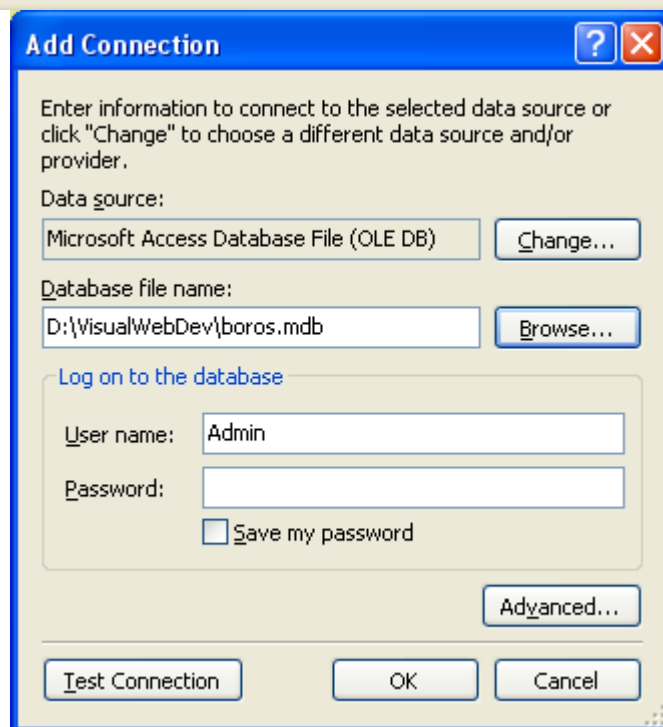 Add Connection
Enter information to connect to the selected data source or
click "Change" to choose a different data source and/or
provider.
Data source:
Microsoft Access Database File (OLE DB)
Change...
Database file name:
D:\VisualWebDev\boros.mdb
Browse...
Log on to the database
User name:
Admin
Password:
Save my password
Advanced...
Test Connection
OK
Cancel